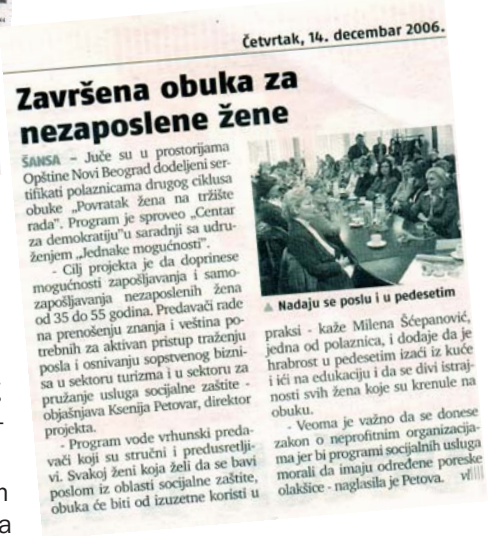 Četvrtak, 14. decembar 2006.
Završena obuka za
nezaposlene žene
ŠANSA - Juče su u prostorijama
Opštine Novi Beograd dodeljeni ser-
tifikati polaznicama drugog ciklusa
obuke „Povratak žena na tržište
rada”. Program je sproveo „Centar
za demokratiju”u saradnji sa udru-
ženjem „Jednake mogućnosti”.
- Cilj projekta je da doprinese
mogućnosti zapošljavanja i samo-
zapošljavanja nezaposlenih žena
od 35 do 55 godina. Predavači rade
na prenošenju znanja i veština po-
trebnih za aktivan pristup traženju
posla i osnivanju sopstvenog bizni-
sa u sektoru turizma i u sektoru za
pružanje usluga socijalne zaštite -
objašnjava Ksenija Petovar, direktor
projekta.
- Program vode vrhunski preda-
vači koji su stručni i predusretlji-
vi. Svakoj ženi koja želi da se bavi
poslom iz oblasti socijalne zaštite,
obuka će biti od izuzetne koristi u
Nadaju se poslu i u pedesetim
praksi - kaže Milena Šćepanović,
jedna od polaznica, i dodaje da je
hrabrost u pedesetim izaći iz kuće
i ići na edukaciju i da se divi istraj-
nosti svih žena koje su krenule na
obuku.
- Veoma je važno da se donese
zakon o neprofitnim organizacija-
ma jer bi programi socijalnih usluga
morali da imaju određene poreske
olakšice - naglasila je Petova.